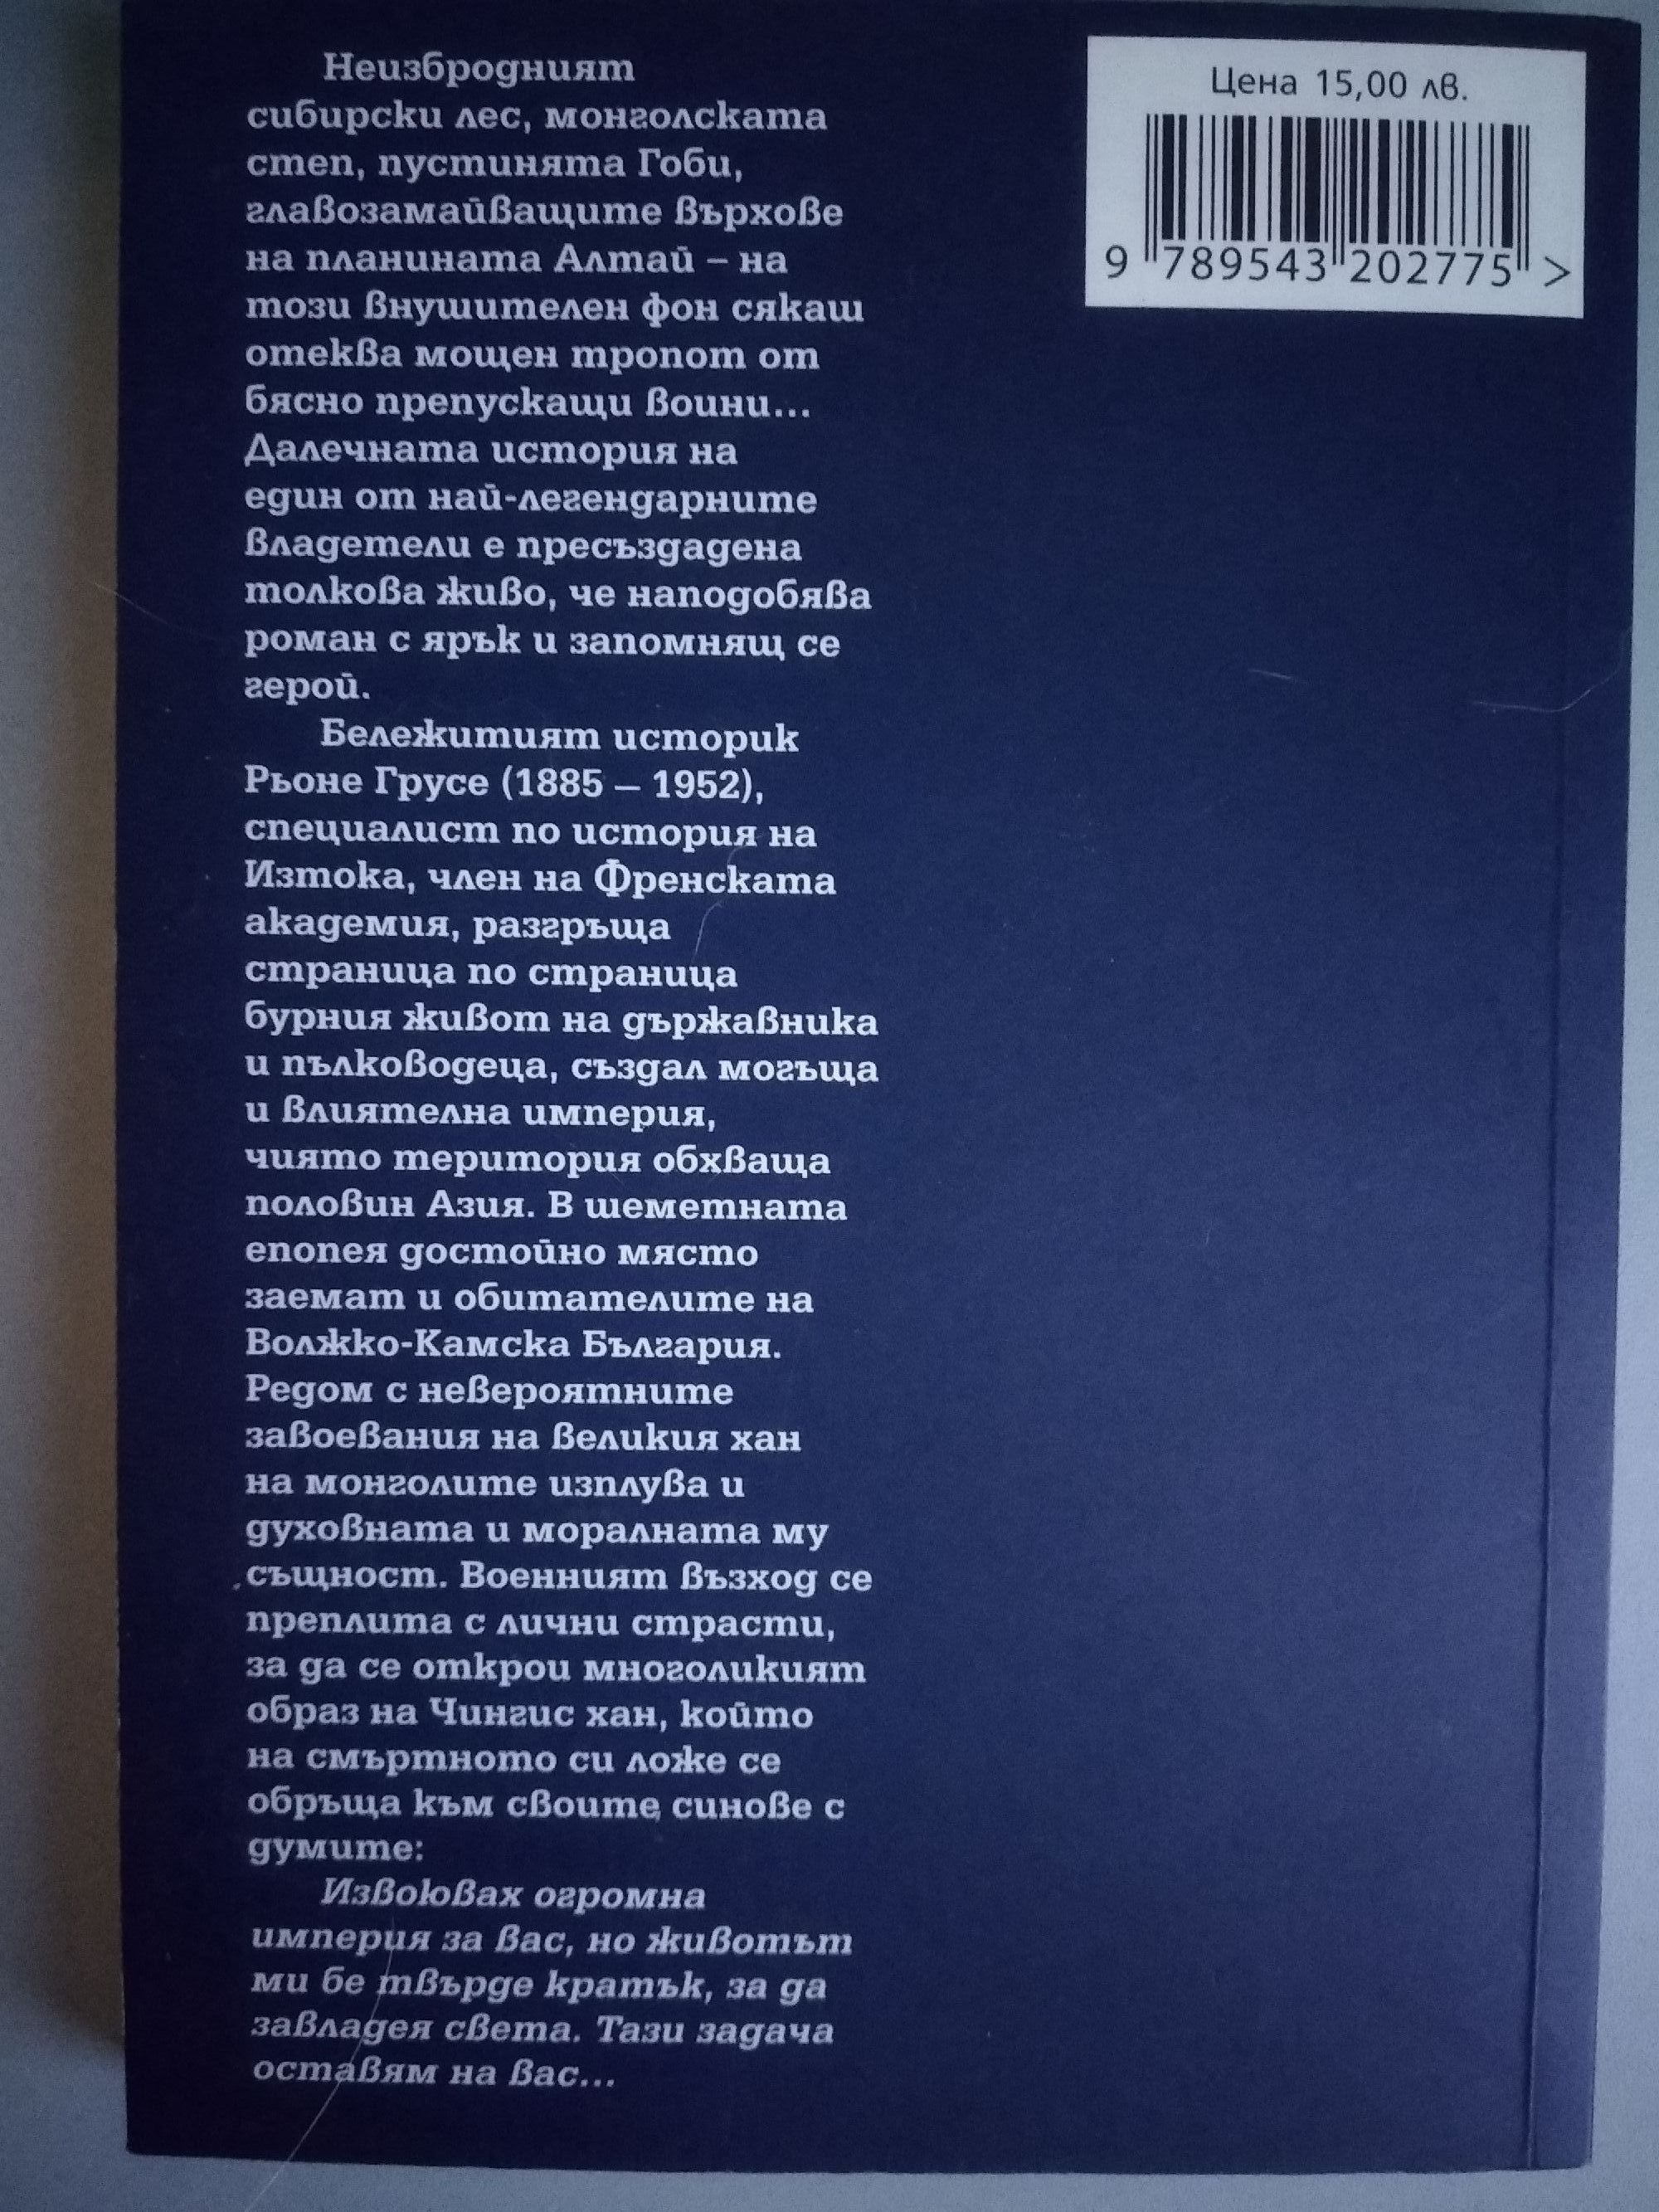 Неизбродният
сибирски лес, монголската
степ, пустинята Гоби,
главозамайващите върхове
на планината Алтай – на
този внушителен фон сякаш
отеква мощен тропот от
бясно препускащи воини...
Далечната история на
един от най-легендарните
владетели е пресъздадена
толкова живо, че наподобява
роман с ярък и запомнящ се
герой.
Бележитият историк
Рьоне Грусе (1885 – 1952),
специалист по история на
Изтока, член на Френската
академия, разгръща
страница по страница
бурния живот на държавника
и пълководеца, създал могъща
и влиятелна империя,
чиято територия обхваща
половин Азия. В шеметната
епопея достойно място
заемат и обитателите на
Волжко-Камска България.
Редом с невероятните
завоевания на великия хан
на монголите изплува и
духовната и моралната му
същност. Военният възход се
преплита с лични страсти,
за да се открои многоликият
образ на Чингис хан, който
на смъртното си ложе се
обръща към своите синове с
думите:
Извоювах огромна
империя за вас, но животът
ми бе твърде кратък, за да
завладея света. Тази задача
оставям на вас...
Цена 15,00 лв.
9 789543 202775 >